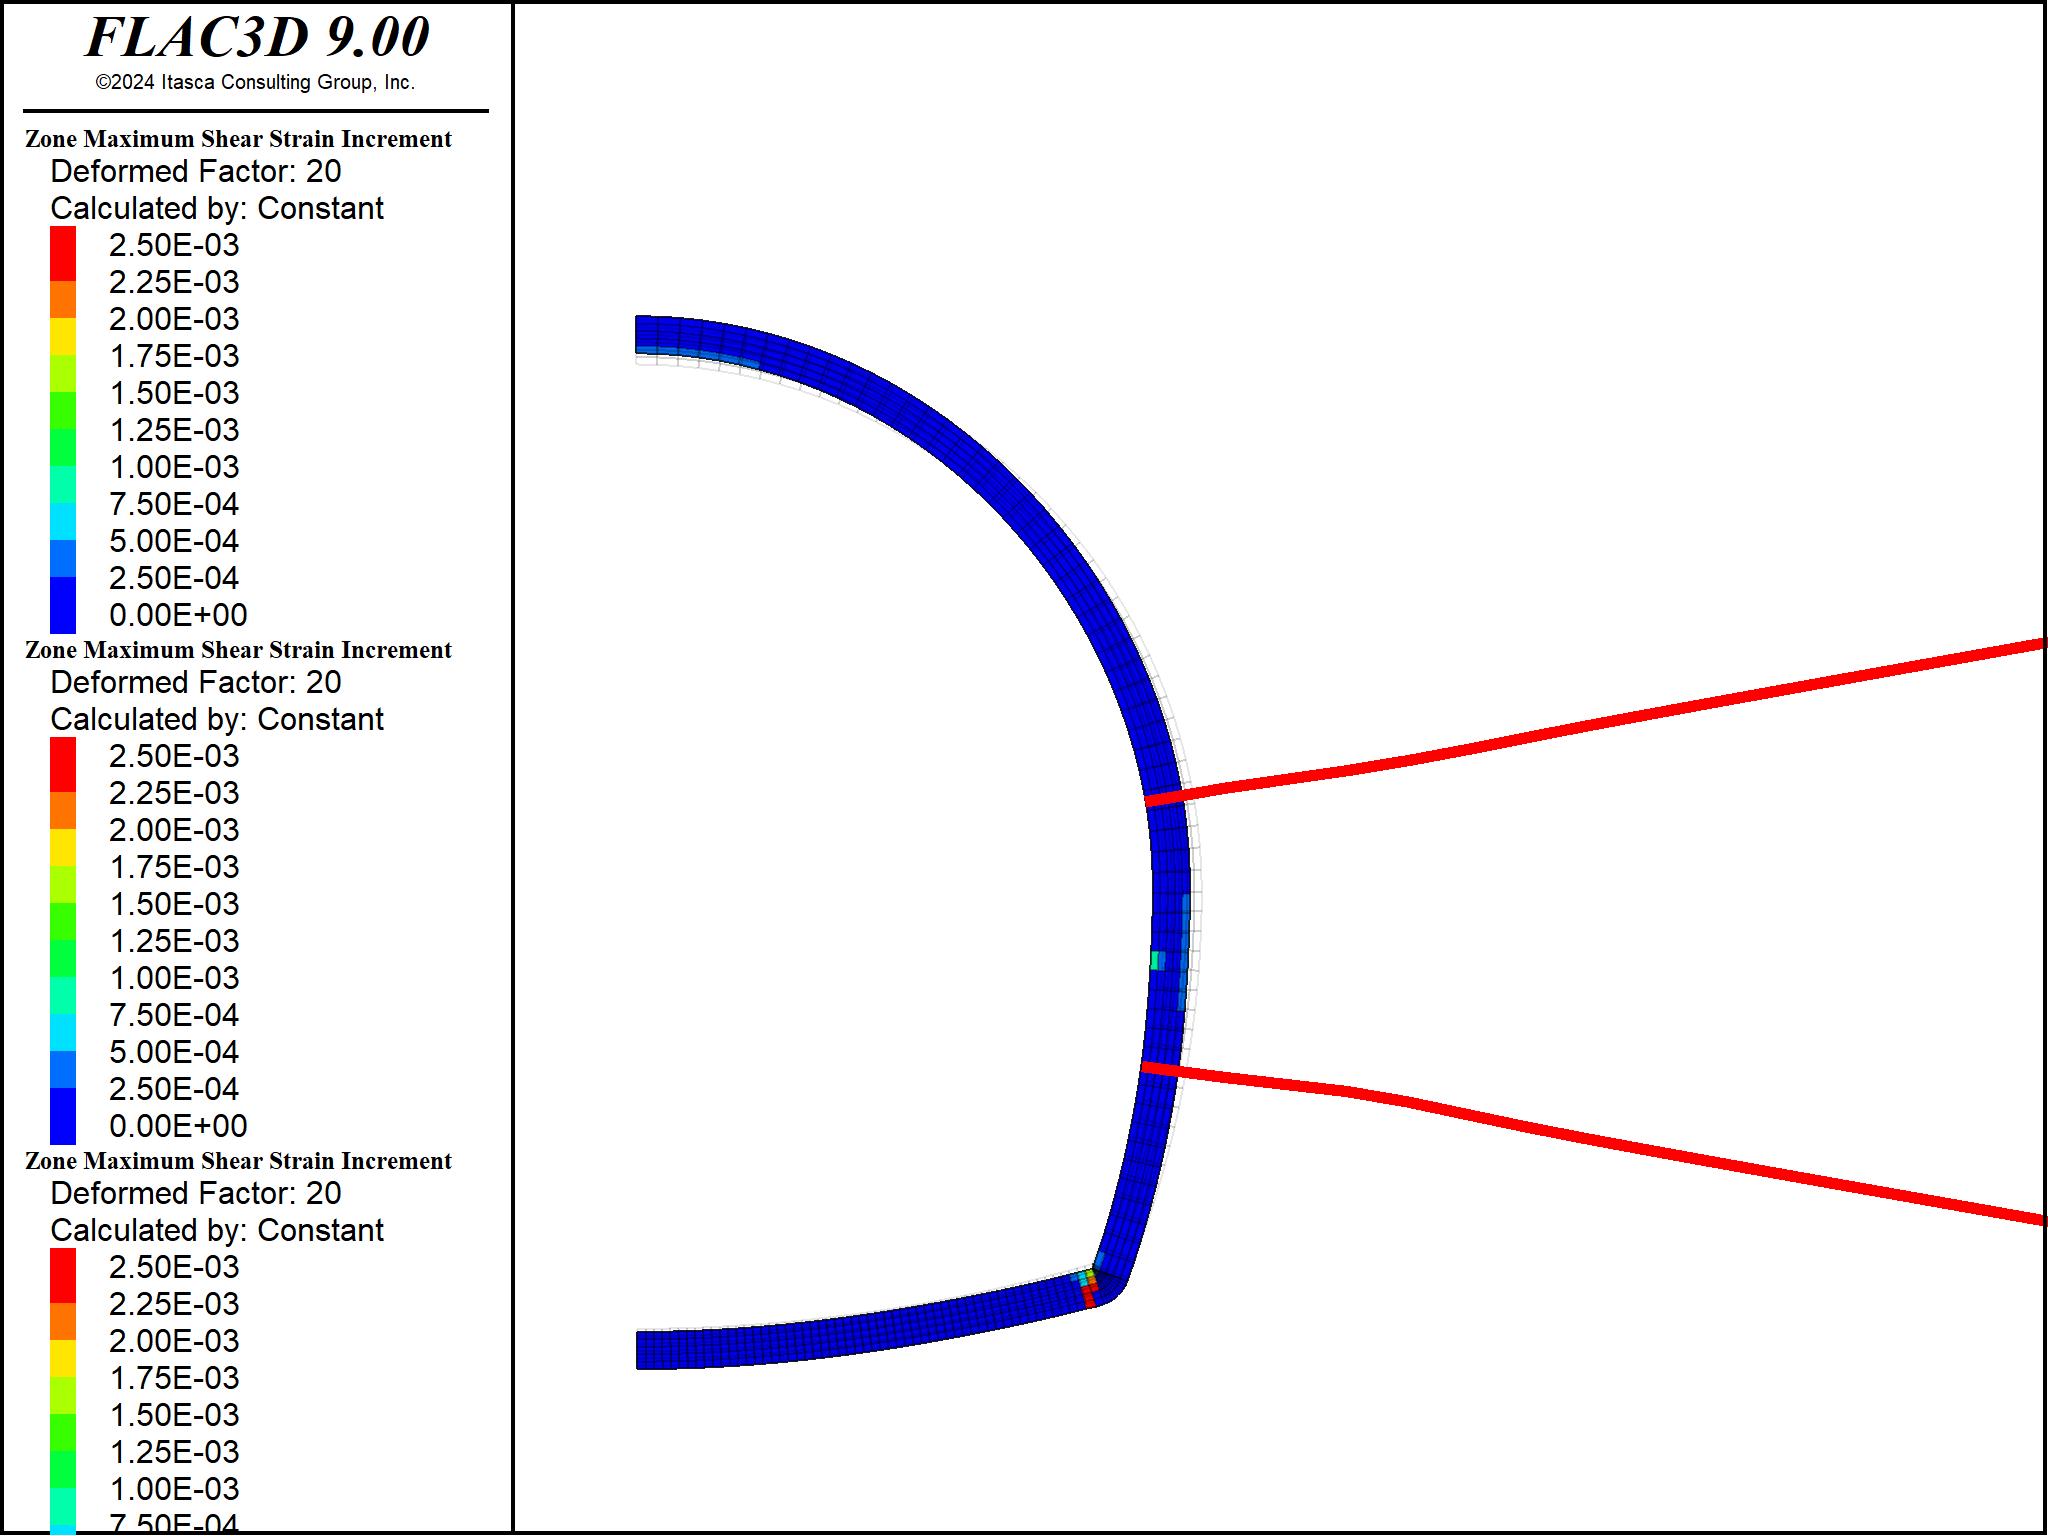 FLAC3D 9.00
©2024 Itasca Consulting Group, Inc.
Zone Maximum Shear Strain Increment
Deformed Factor: 20
Calculated by: Constant
2.50E-03
2.25E-03
2.00E-03
1.75E-03
1.50E-03
1.25E-03
1.00E-03
7.50E-04
5.00E-04
2.50E-04
0.00E+00
Zone Maximum Shear Strain Increment
Deformed Factor: 20
Calculated by: Constant
2.50E-03
2.25E-03
2.00E-03
1.75E-03
1.50E-03
1.25E-03
1.00E-03
7.50E-04
5.00E-04
2.50E-04
0.00E+00
Zone Maximum Shear Strain Increment
Deformed Factor: 20
Calculated by: Constant
2.50E-03
2.25E-03
2.00E-03
1.75E-03
1.50E-03
1.25E-03
1.00E-03
7.50E-04